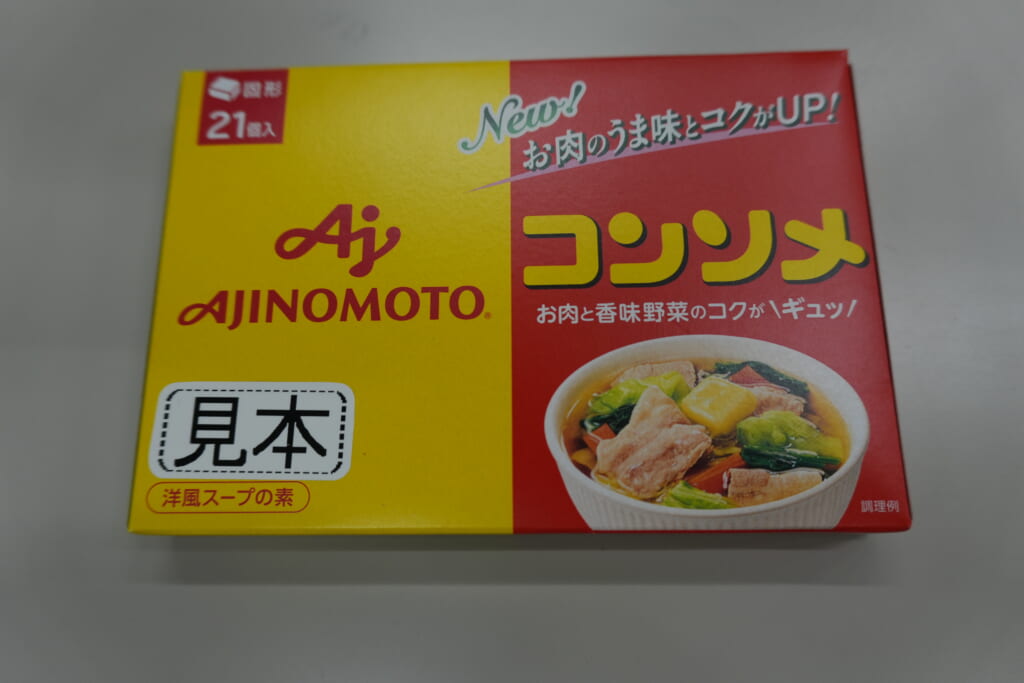 固形
21個入
New!
お肉のうま味とコクがUP!
Aj
AJINOMOTO®
コンソメ
お肉と香味野菜のコクが\ギュッ/
見本
洋風スープの素
調理例